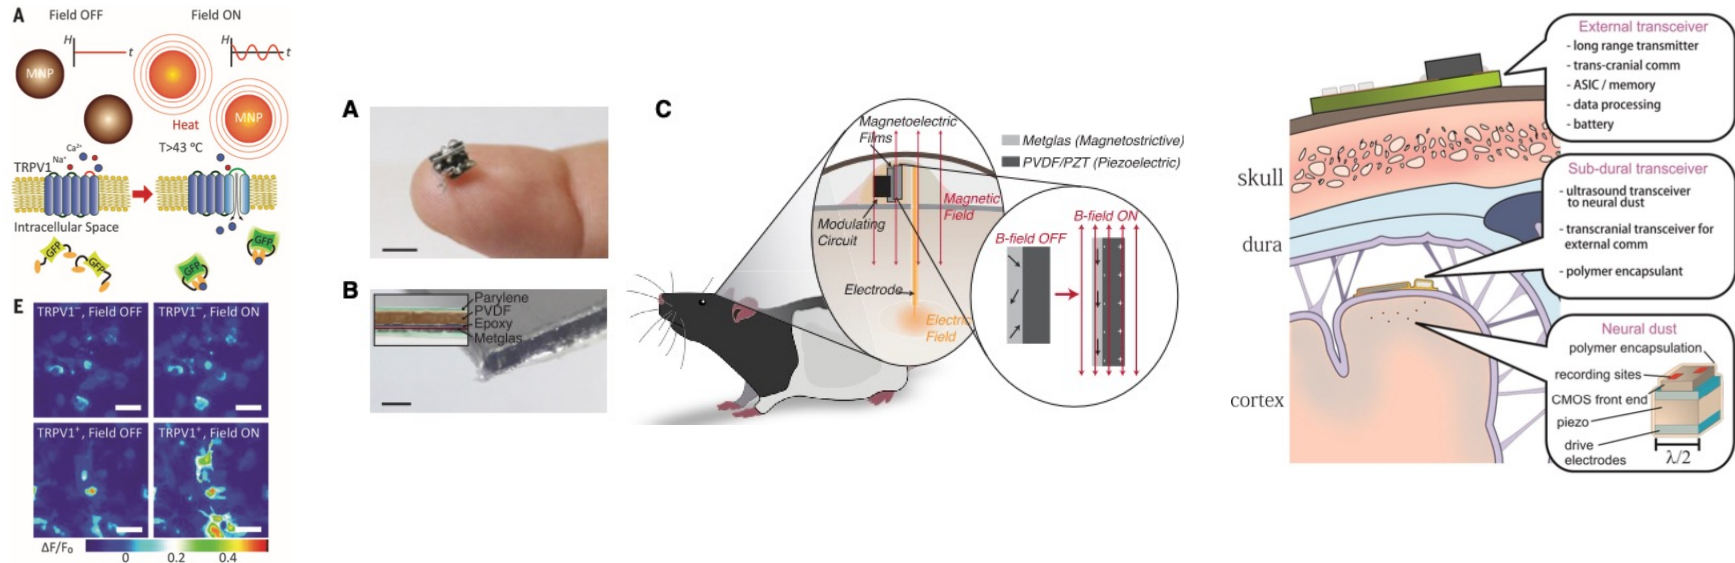 A
Field OFF
Field ON
H
t
H
t
MNP
MNP
Heat
T>43 °C
Ca²⁺
Na⁺
TRPV1
Intracellular Space
GFP
GFP
GFP
GFP
E
TRPV1⁻, Field OFF
TRPV1⁻, Field ON
TRPV1⁺, Field OFF
TRPV1⁺, Field ON
ΔF/F₀
0
0.2
0.4
A
B
Parylene
PVDF
Epoxy
Metglas
C
Magnetoelectric
Films
Metglas (Magnetostrictive)
PVDF/PZT (Piezoelectric)
Magnetic
Field
Modulating
Circuit
B-field OFF
B-field ON
Electrode
Electric
Field
skull
dura
cortex
External transceiver
- long range transmitter
- trans-cranial comm
- ASIC / memory
- data processing
- battery
Sub-dural transceiver
- ultrasound transceiver
to neural dust
- transcranial transceiver for
external comm
- polymer encapsulant
Neural dust
polymer encapsulation
recording sites
CMOS front end
piezo
drive
electrodes
λ/2